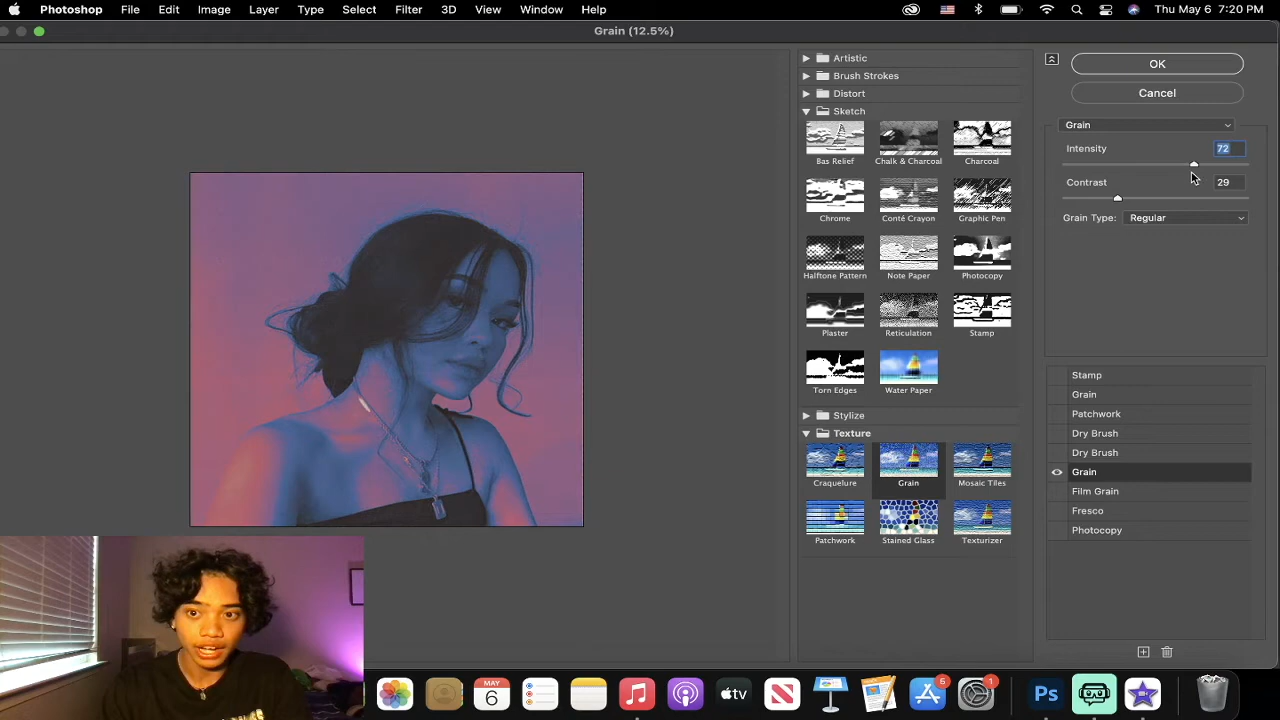 Photoshop File Edit Image Layer Type Select Filter 3D View Window Help Thu May 6 7:20 PM
Grain (12.5%)
Artistic
Brush Strokes
Distort
Sketch
Bas Relief Chalk & Charcoal Charcoal
Chrome Conté Crayon Graphic Pen
Halftone Pattern Note Paper Photocopy
Plaster Reticulation Stamp
Torn Edges Water Paper
Stylize
Texture
Craquelure Grain Mosaic Tiles
Patchwork Stained Glass Texturizer
OK
Cancel
Grain
Intensity 72
Contrast 29
Grain Type: Regular
Stamp
Grain
Patchwork
Dry Brush
Dry Brush
Grain
Film Grain
Fresco
Photocopy
MAY
6
tv
5
1
Ps